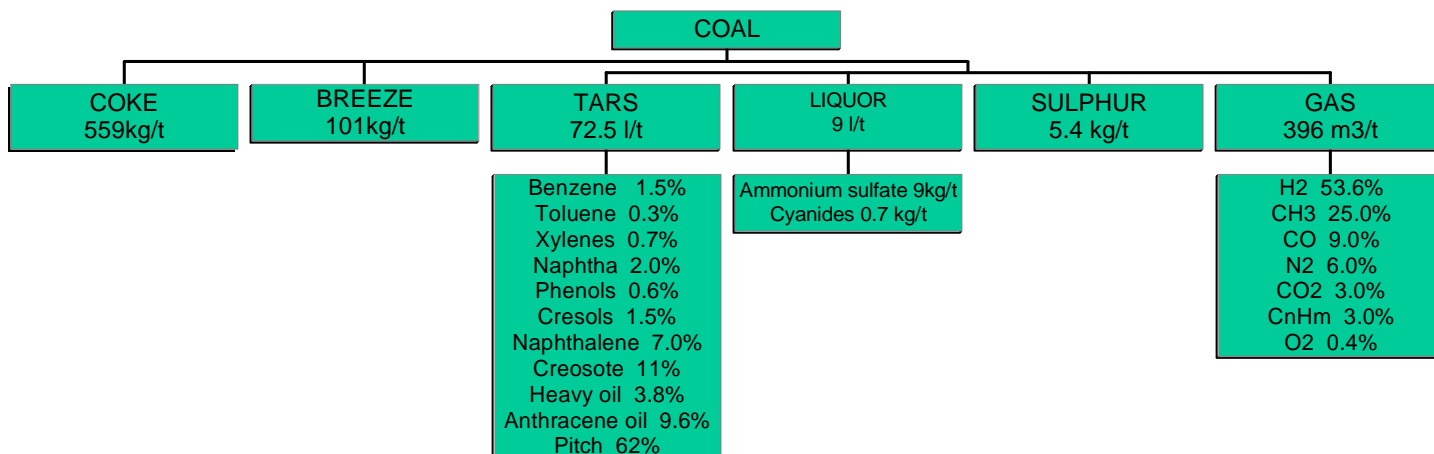 COAL
COKE
559kg/t
BREEZE
101kg/t
TARS
72.5 l/t
LIQUOR
9 l/t
SULPHUR
5.4 kg/t
GAS
396 m3/t
Benzene 1.5%
Toluene 0.3%
Xylenes 0.7%
Naphtha 2.0%
Phenols 0.6%
Cresols 1.5%
Naphthalene 7.0%
Creosote 11%
Heavy oil 3.8%
Anthracene oil 9.6%
Pitch 62%
Ammonium sulfate 9kg/t
Cyanides 0.7 kg/t
H2 53.6%
CH3 25.0%
CO 9.0%
N2 6.0%
CO2 3.0%
CnHm 3.0%
O2 0.4%